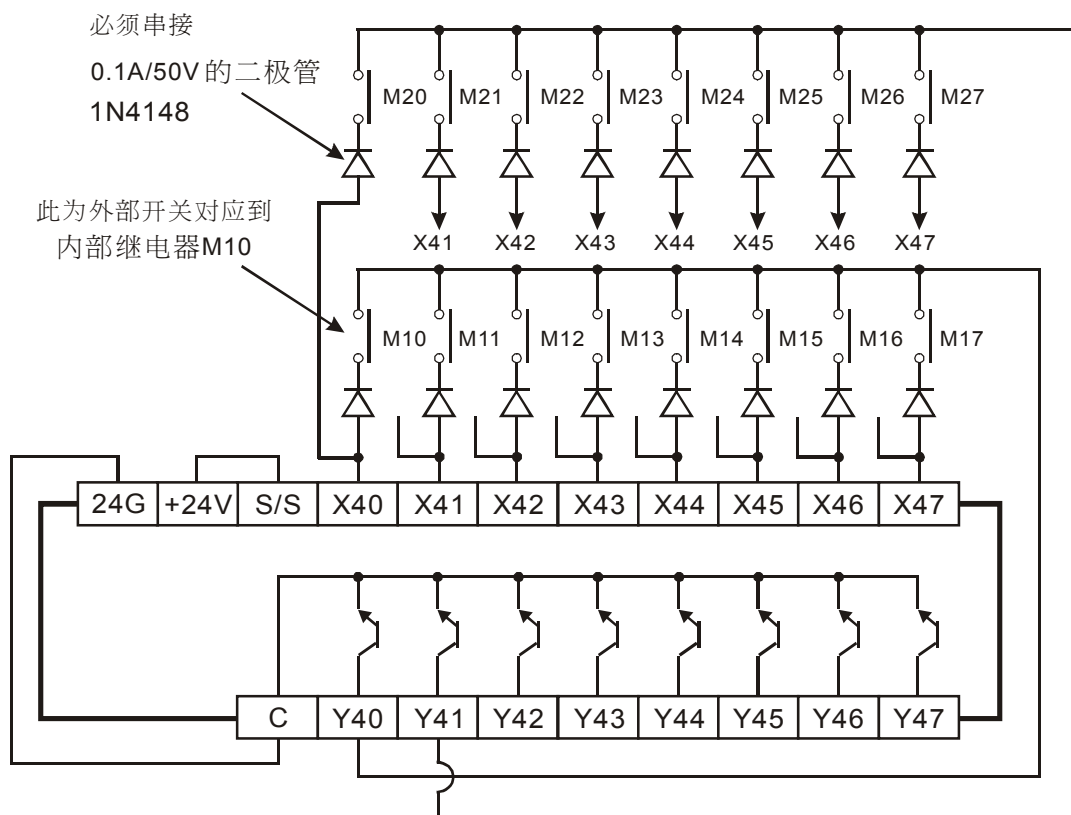 必须串接
0.1A/50V 的二极管
1N4148
M20 M21 M22 M23 M24 M25 M26 M27
X41 X42 X43 X44 X45 X46 X47
此为外部开关对应到
内部继电器M10
M10 M11 M12 M13 M14 M15 M16 M17
24G +24V S/S X40 X41 X42 X43 X44 X45 X46 X47
C Y40 Y41 Y42 Y43 Y44 Y45 Y46 Y47